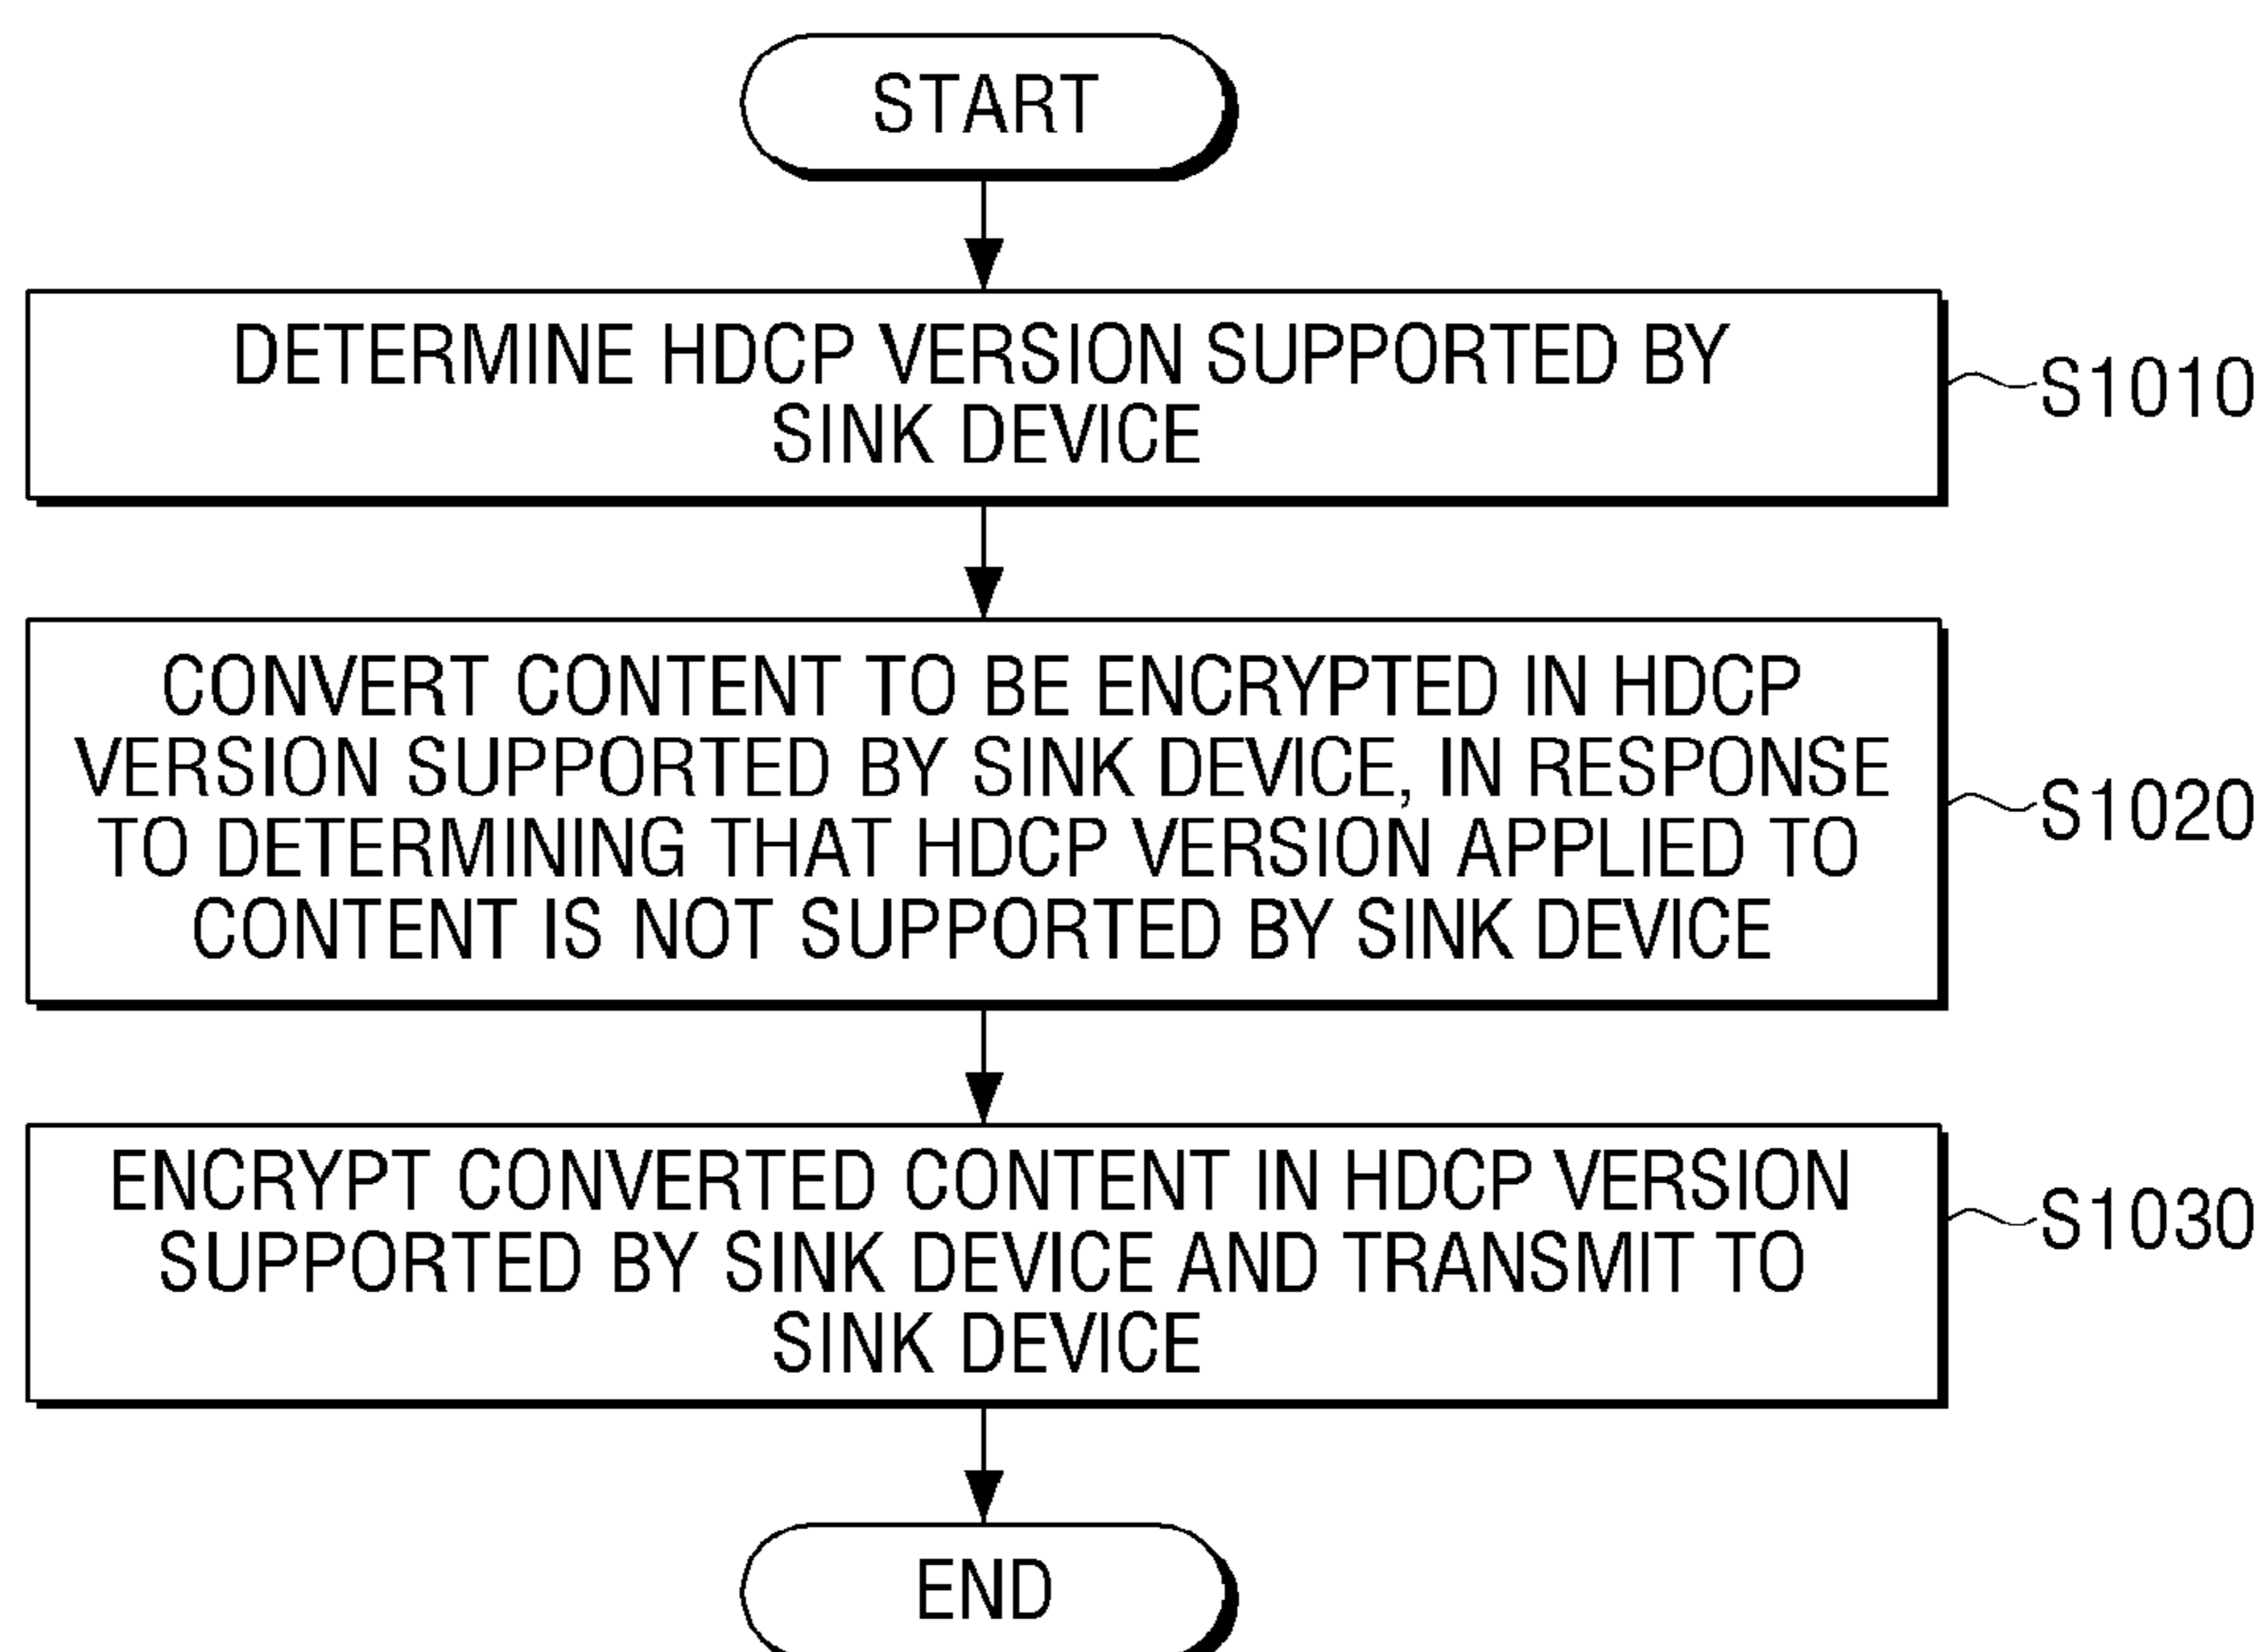 START
DETERMINE HDCP VERSION SUPPORTED BY
SINK DEVICE
S1010
CONVERT CONTENT TO BE ENCRYPTED IN HDCP
VERSION SUPPORTED BY SINK DEVICE, IN RESPONSE
TO DETERMINING THAT HDCP VERSION APPLIED TO
CONTENT IS NOT SUPPORTED BY SINK DEVICE
S1020
ENCRYPT CONVERTED CONTENT IN HDCP VERSION
SUPPORTED BY SINK DEVICE AND TRANSMIT TO
SINK DEVICE
S1030
END